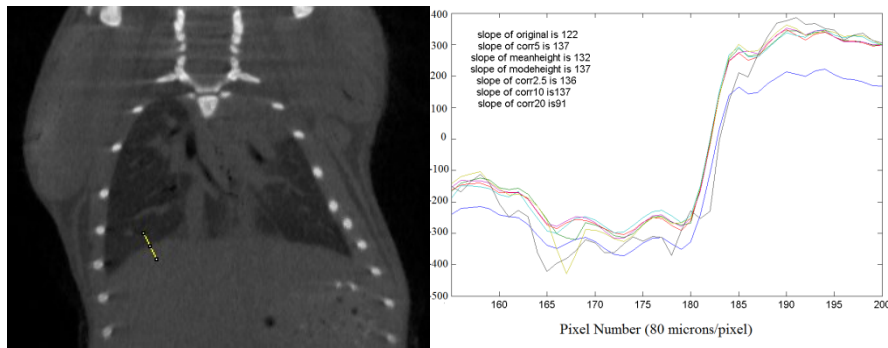 slope of original is 122
slope of corr5 is 137
slope of meanheight is 132
slope of modeheight is 137
slope of corr2.5 is 136
slope of corr10 is137
slope of corr20 is91
400
300
200
100
0
-100
-200
-300
-400
-500
160 165 170 175 180 185 190 195 200
Pixel Number (80 microns/pixel)